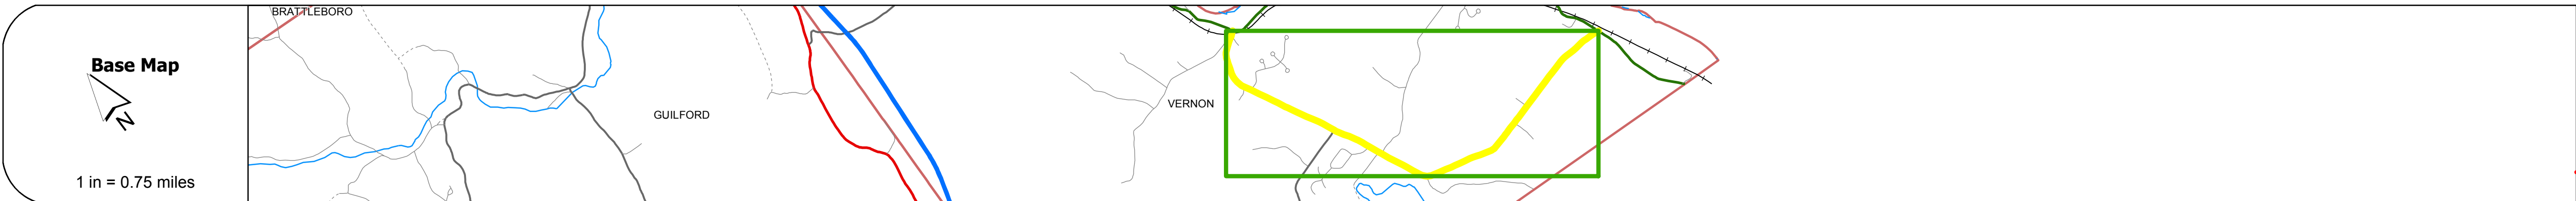 BRATTLEBORO
Base Map
N
GUILFORD
VERNON
1 in = 0.75 miles